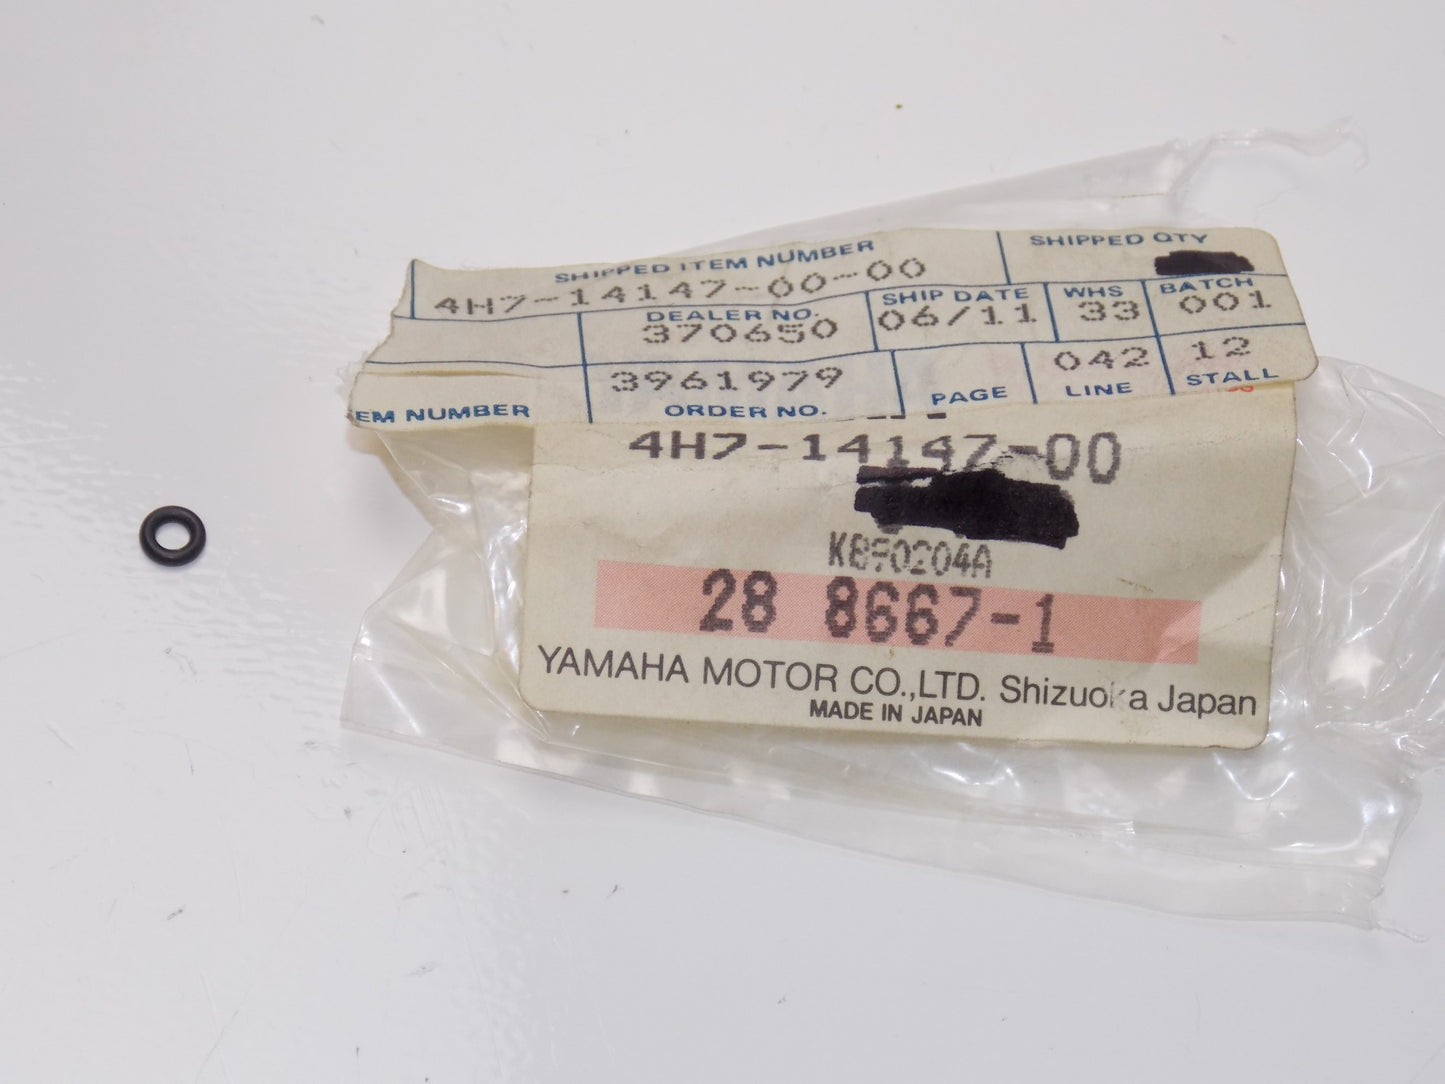 SHIPPED ITEM NUMBER SHIPPED QTY
4H7-14147-00-00
DEALER NO. SHIP DATE WHS BATCH
370650 06/11 33 001
3961979 042 12
EM NUMBER ORDER NO. PAGE LINE STALL
4H7-14147-00
28 8667-1
YAMAHA MOTOR CO.,LTD. Shizuoka Japan
MADE IN JAPAN